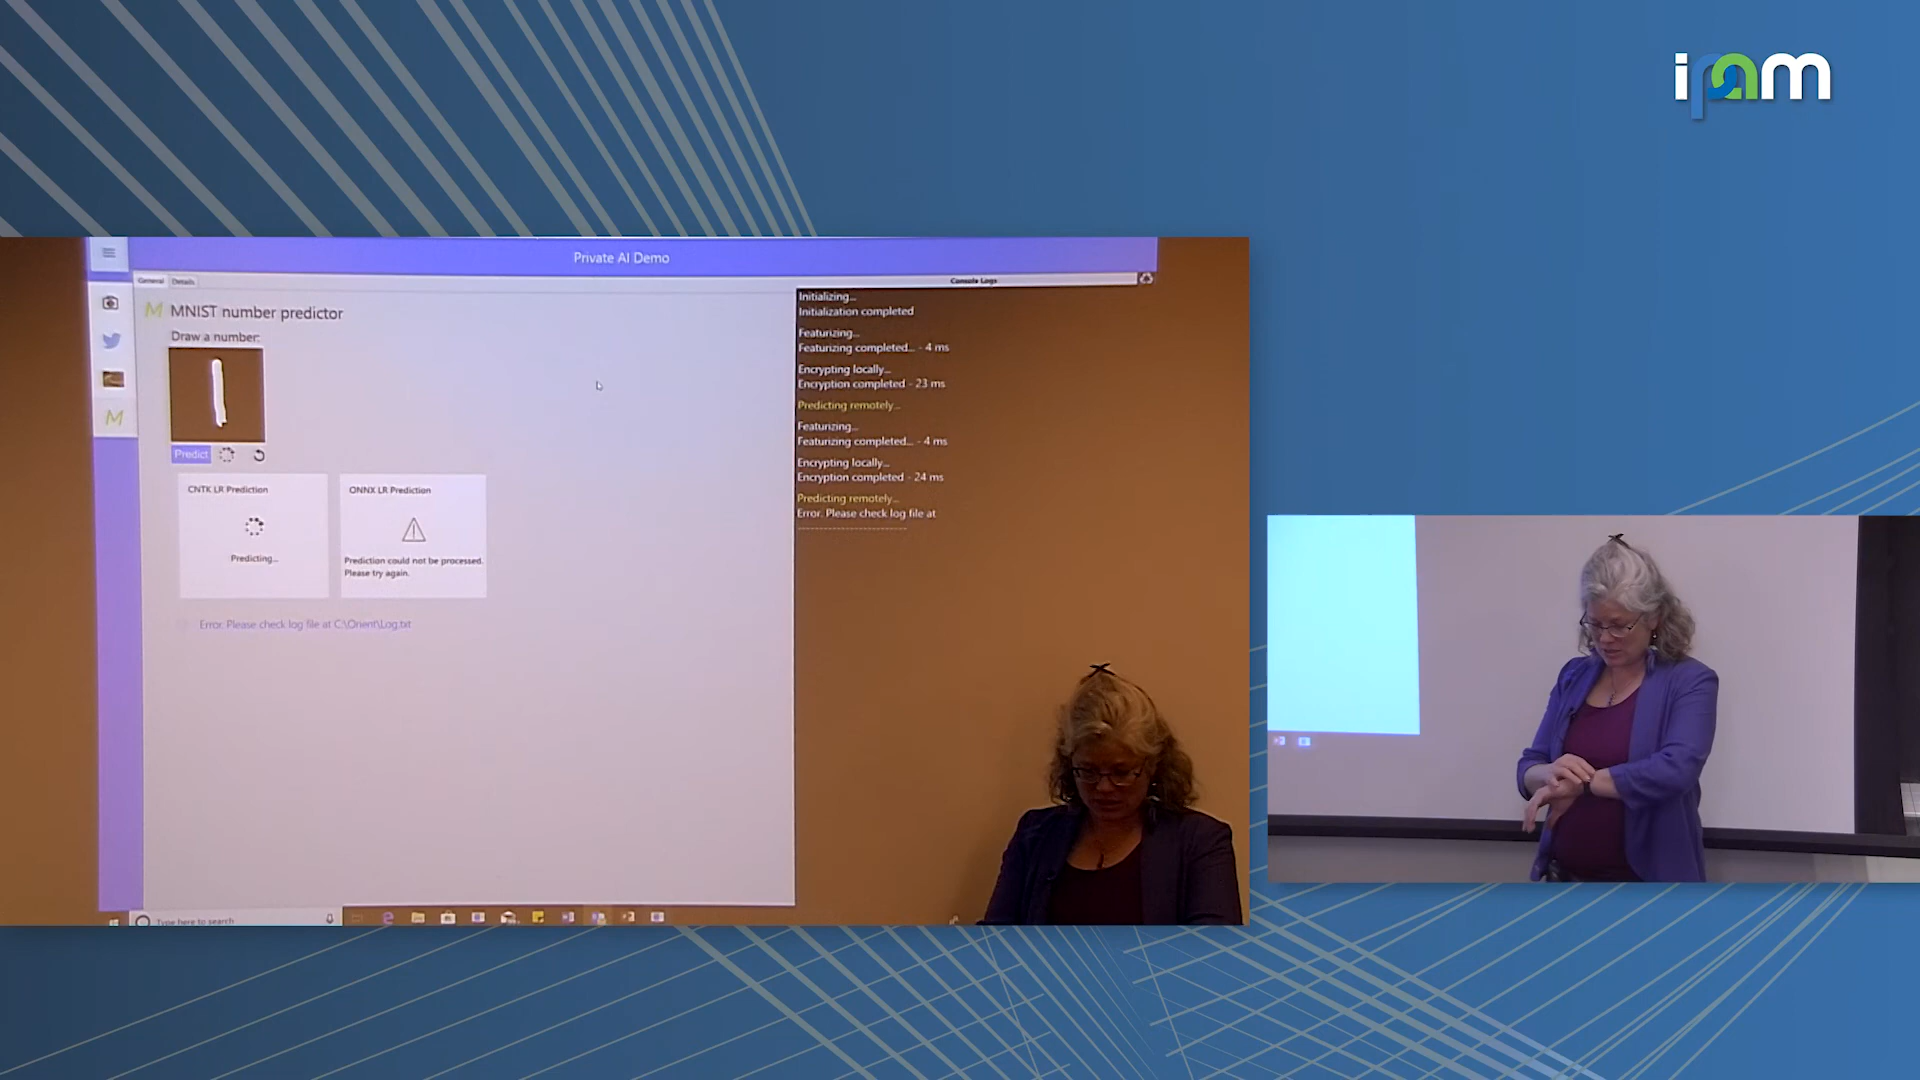 ipam
Private AI Demo
General Details
Console Logs
MNIST number predictor
Draw a number:
Predict
CNTK LR Prediction
Predicting...
ONNX LR Prediction
Prediction could not be processed.
Please try again.
Error. Please check log file at C:\Orient\Log.txt
Initializing...
Initialization completed
Featurizing...
Featurizing completed... - 4 ms
Encrypting locally...
Encryption completed - 23 ms
Predicting remotely...
Featurizing...
Featurizing completed... - 4 ms
Encrypting locally...
Encryption completed - 24 ms
Predicting remotely...
Error. Please check log file at
--------------------------
Type here to search